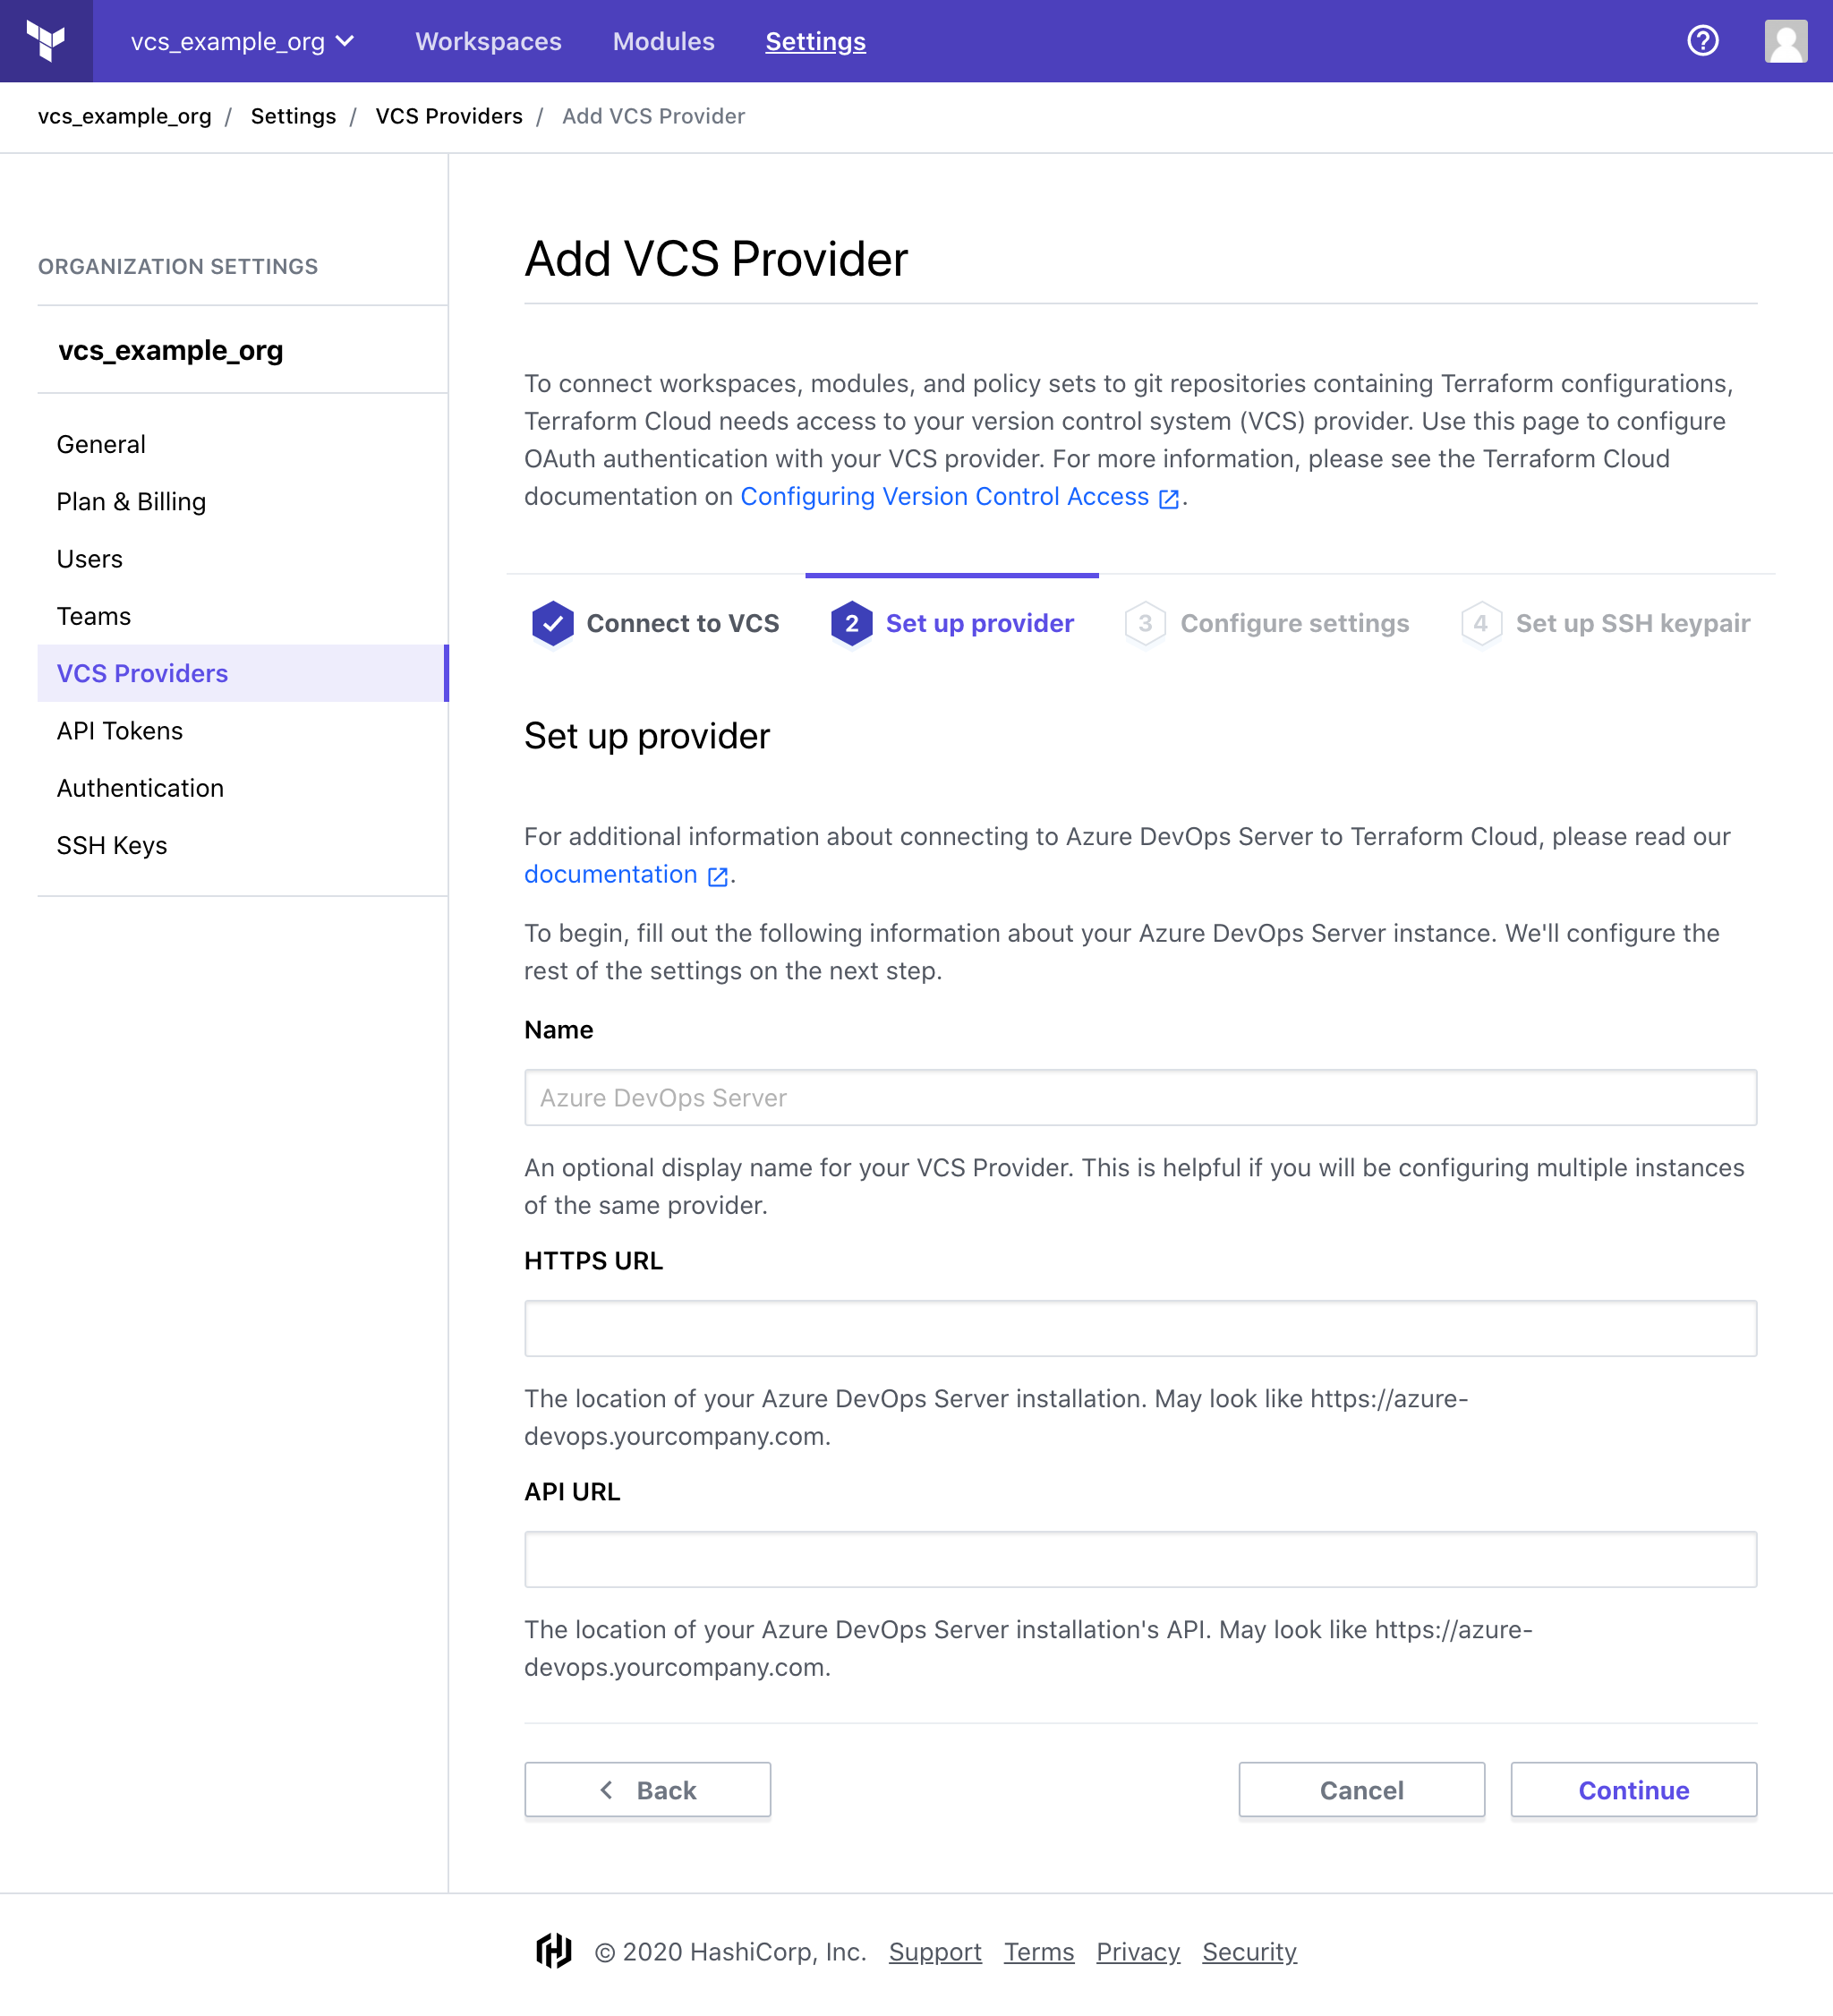 vcs_example_org Workspaces Modules Settings
vcs_example_org / Settings / VCS Providers / Add VCS Provider
ORGANIZATION SETTINGS
vcs_example_org
General
Plan & Billing
Users
Teams
VCS Providers
API Tokens
Authentication
SSH Keys
Add VCS Provider
To connect workspaces, modules, and policy sets to git repositories containing Terraform configurations,
Terraform Cloud needs access to your version control system (VCS) provider. Use this page to configure
OAuth authentication with your VCS provider. For more information, please see the Terraform Cloud
documentation on Configuring Version Control Access .
Connect to VCS 2 Set up provider 3 Configure settings 4 Set up SSH keypair
Set up provider
For additional information about connecting to Azure DevOps Server to Terraform Cloud, please read our
documentation .
To begin, fill out the following information about your Azure DevOps Server instance. We'll configure the
rest of the settings on the next step.
Name
Azure DevOps Server
An optional display name for your VCS Provider. This is helpful if you will be configuring multiple instances
of the same provider.
HTTPS URL
The location of your Azure DevOps Server installation. May look like https://azure-
devops.yourcompany.com.
API URL
The location of your Azure DevOps Server installation's API. May look like https://azure-
devops.yourcompany.com.
Back Cancel Continue
© 2020 HashiCorp, Inc. Support Terms Privacy Security